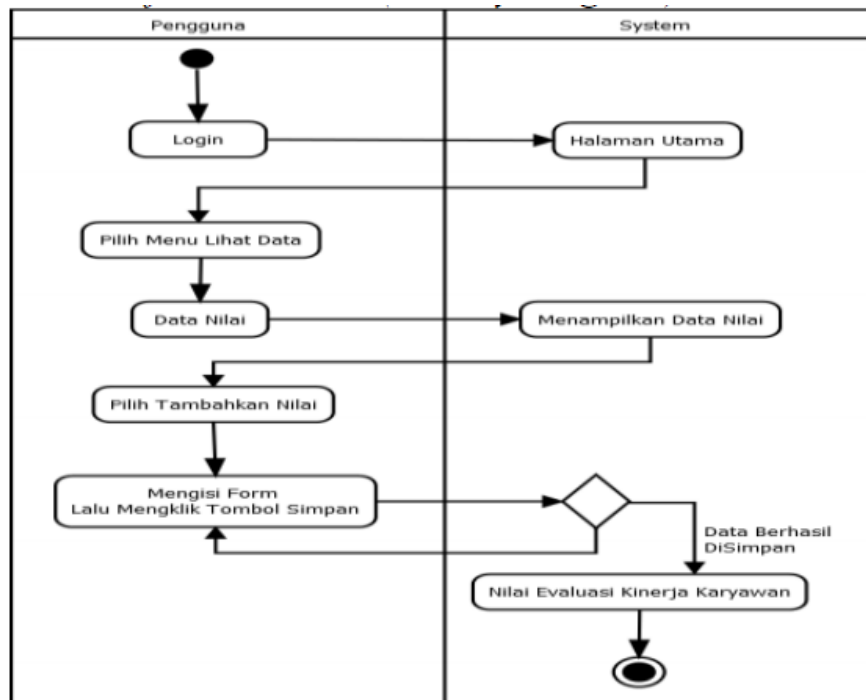 Pengguna
System
Login
Halaman Utama
Pilih Menu Lihat Data
Data Nilai
Menampilkan Data Nilai
Pilih Tambahkan Nilai
Mengisi Form
Lalu Mengklik Tombol Simpan
Data Berhasil
DiSimpan
Nilai Evaluasi Kinerja Karyawan